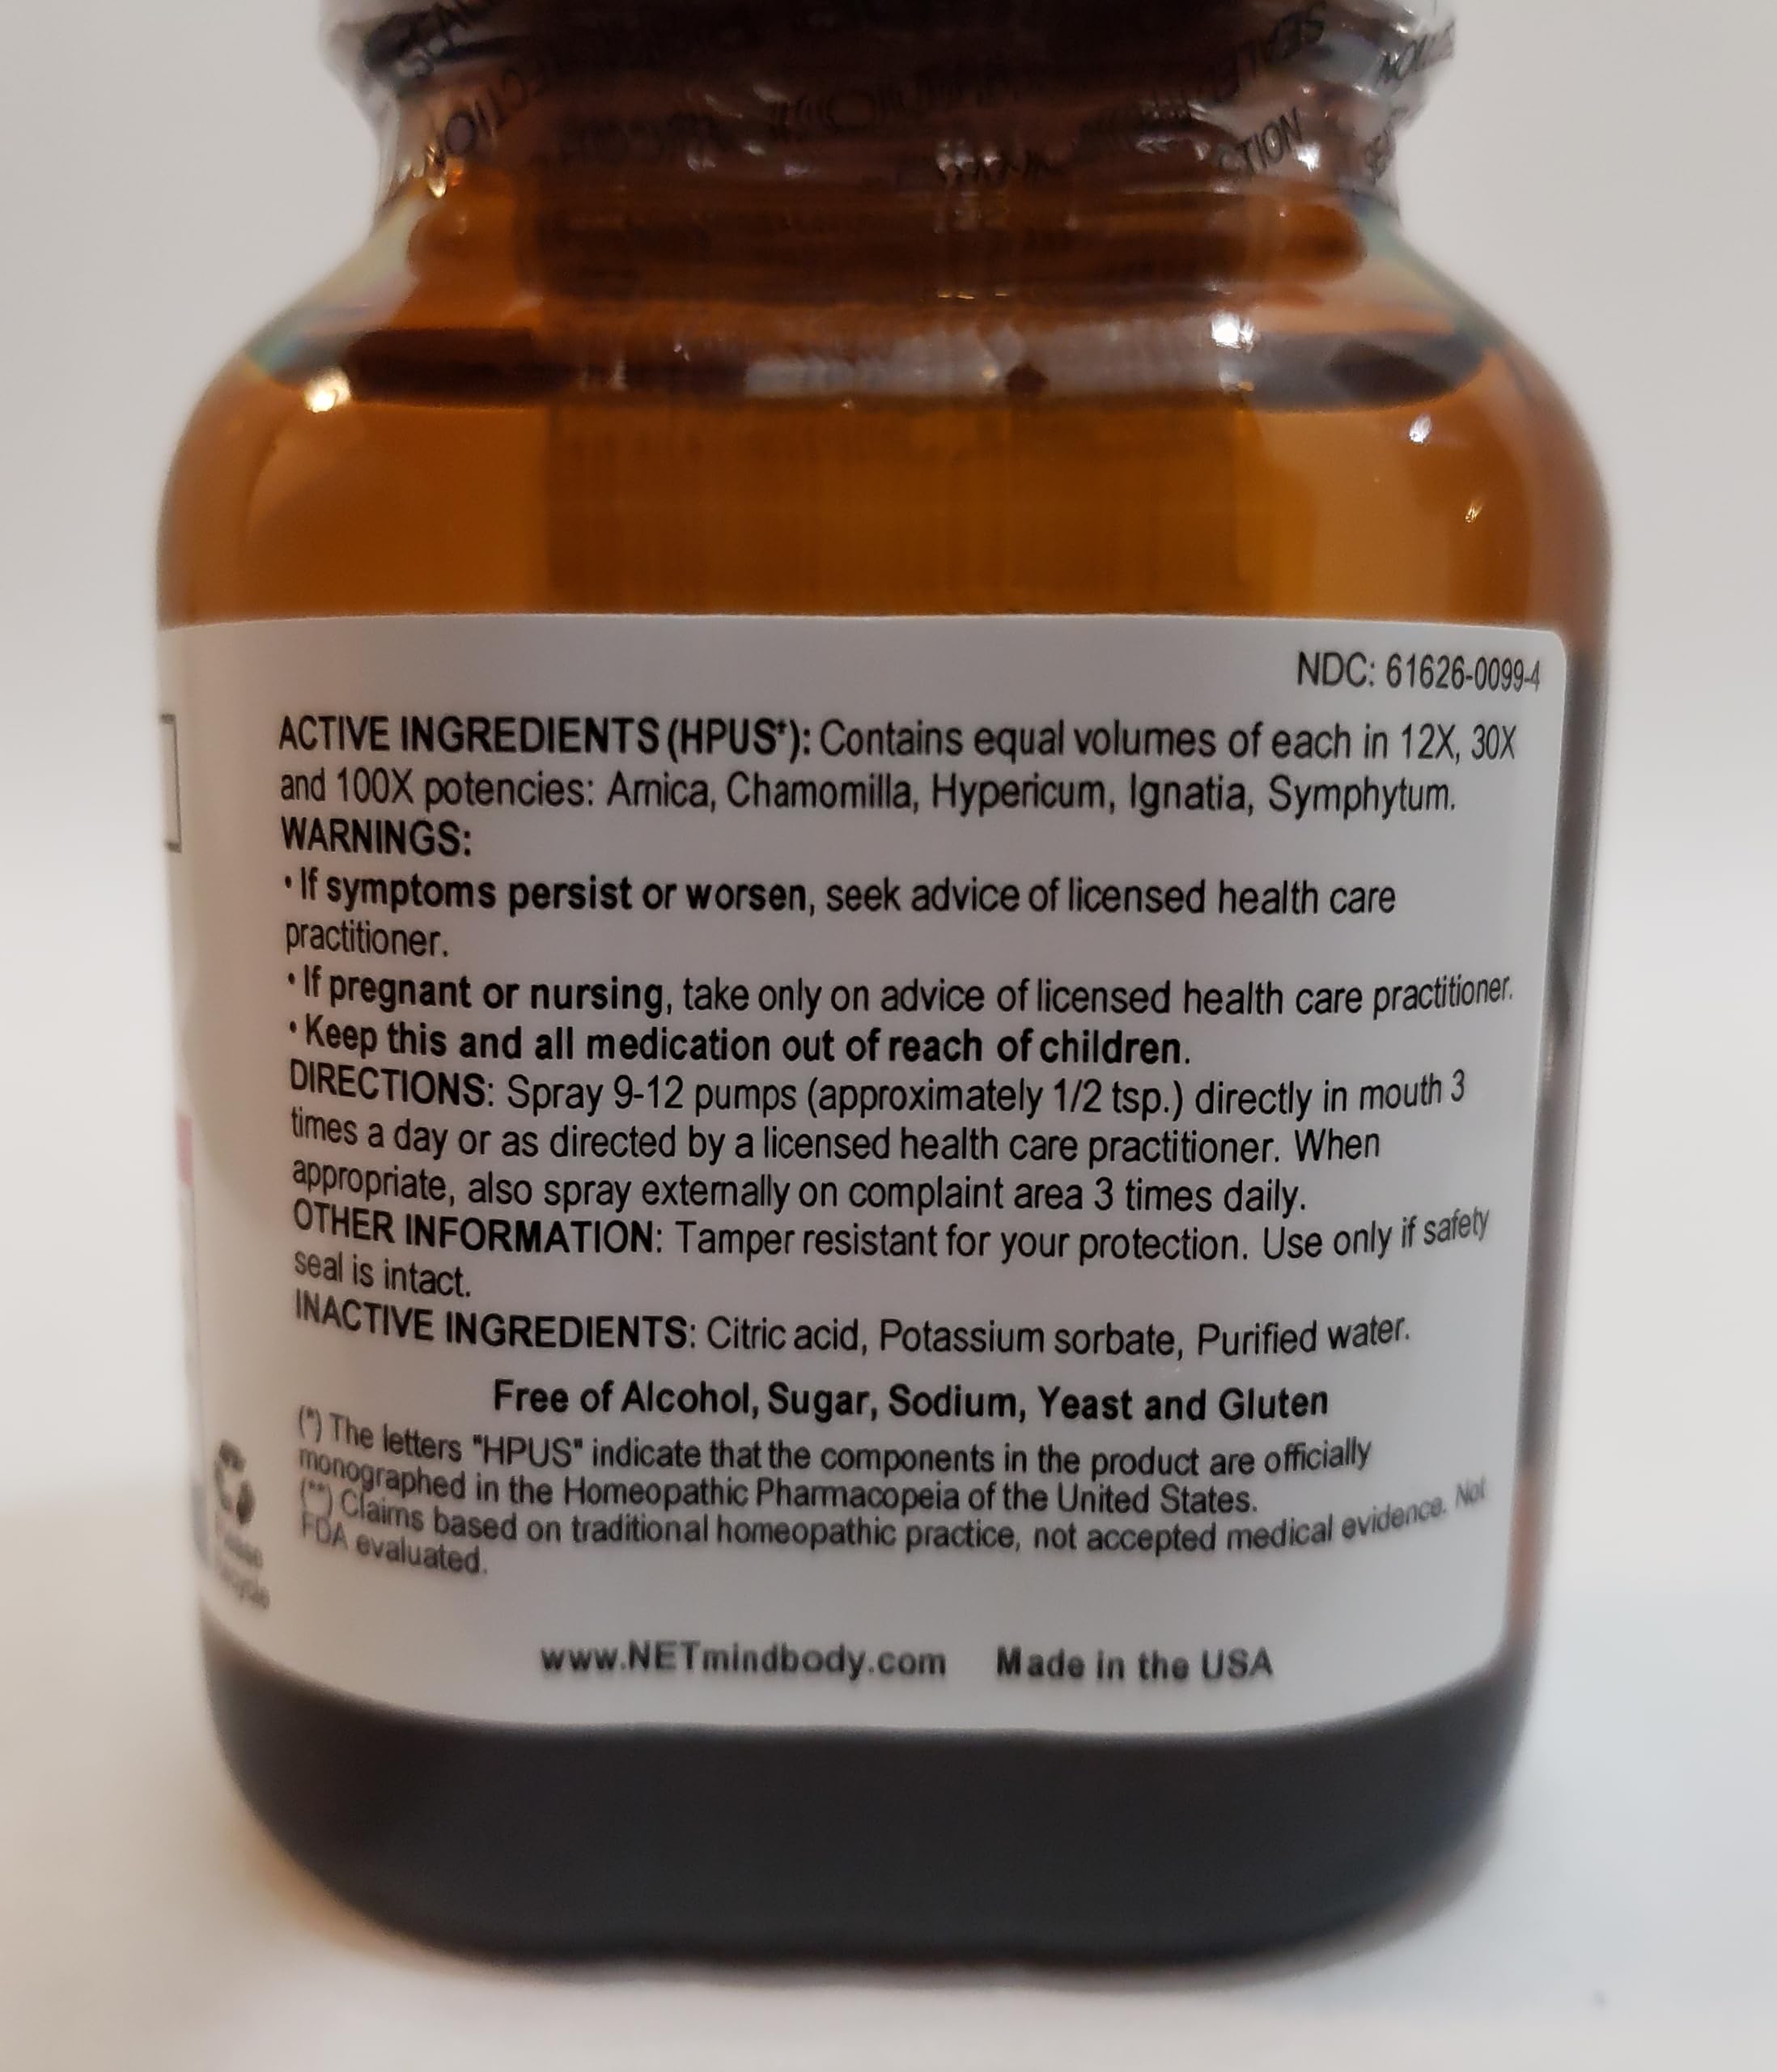 SEALED
CTION
NDC: 61626-0099-4
ACTIVE INGREDIENTS (HPUS*): Contains equal volumes of each in 12X, 30X
and 100X potencies: Arnica, Chamomilla, Hypericum, Ignatia, Symphytum.
WARNINGS:
• If symptoms persist or worsen, seek advice of licensed health care
practitioner.
• If pregnant or nursing, take only on advice of licensed health care practitioner.
• Keep this and all medication out of reach of children.
DIRECTIONS: Spray 9-12 pumps (approximately 1/2 tsp.) directly in mouth 3
times a day or as directed by a licensed health care practitioner. When
appropriate, also spray externally on complaint area 3 times daily.
OTHER INFORMATION: Tamper resistant for your protection. Use only if safety
seal is intact.
INACTIVE INGREDIENTS: Citric acid, Potassium sorbate, Purified water.
Free of Alcohol, Sugar, Sodium, Yeast and Gluten
(*) The letters "HPUS" indicate that the components in the product are officially
monographed in the Homeopathic Pharmacopeia of the United States.
(**) Claims based on traditional homeopathic practice, not accepted medical evidence. Not
FDA evaluated.
www.NETmindbody.com Made in the USA